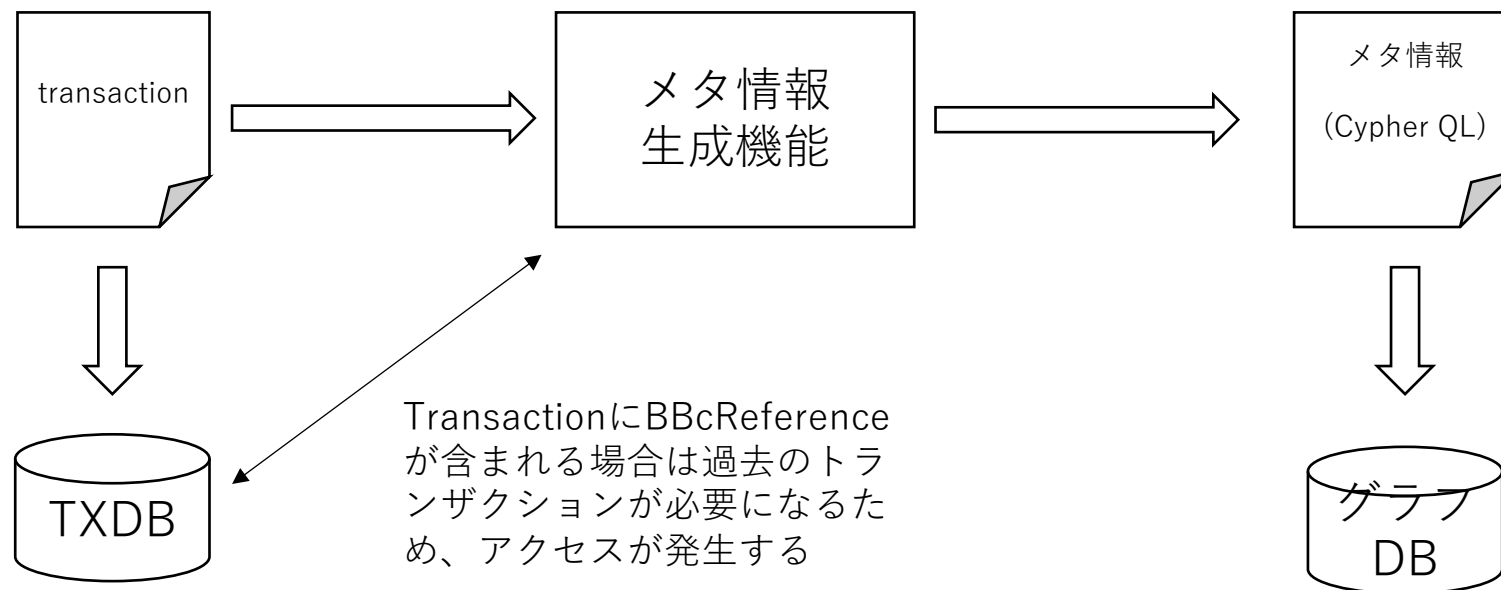 transaction
メタ情報
生成機能
メタ情報
(Cypher QL)
TransactionにBBcReference
が含まれる場合は過去のトラ
ンザクションが必要になるた
め、アクセスが発生する
TXDB
グラフ
DB